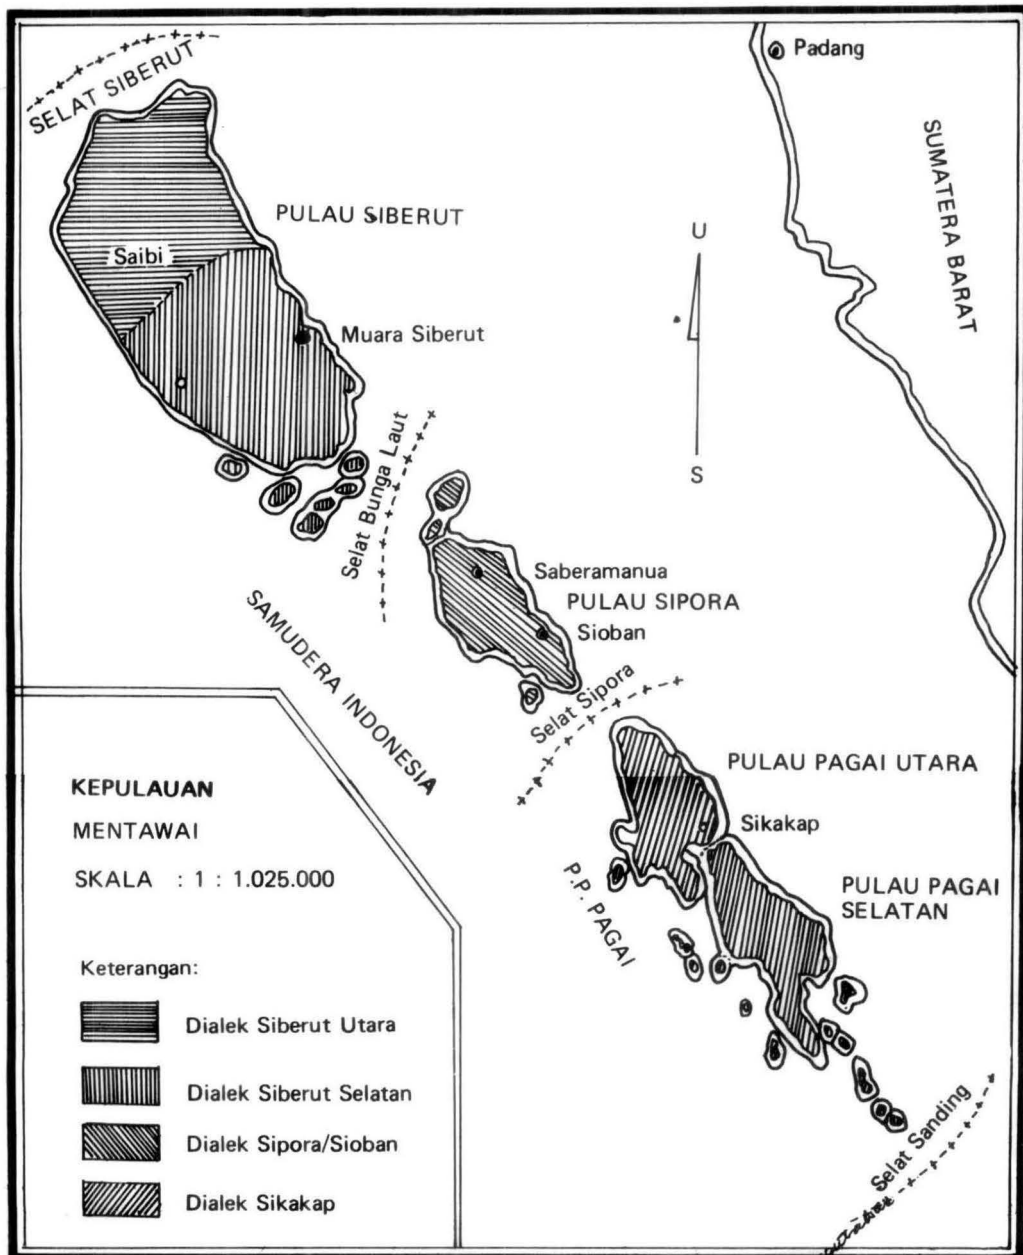 Padang
SELAT SIBERUT
SUMATERA BARAT
PULAU SIBERUT
U
Saibi
Muara Siberut
Selat Bunga Laut
S
Saberamanua
PULAU SIPORA
Sioban
SAMUDERA INDONESIA
Selat Sipora
PULAU PAGAI UTARA
Sikakap
P.P. PAGAI
PULAU PAGAI
SELATAN
KEPULAUAN
MENTAWAI
SKALA : 1 : 1.025.000
Keterangan:
Dialek Siberut Utara
Dialek Siberut Selatan
Dialek Sipora/Sioban
Dialek Sikakap
Selat Sanding